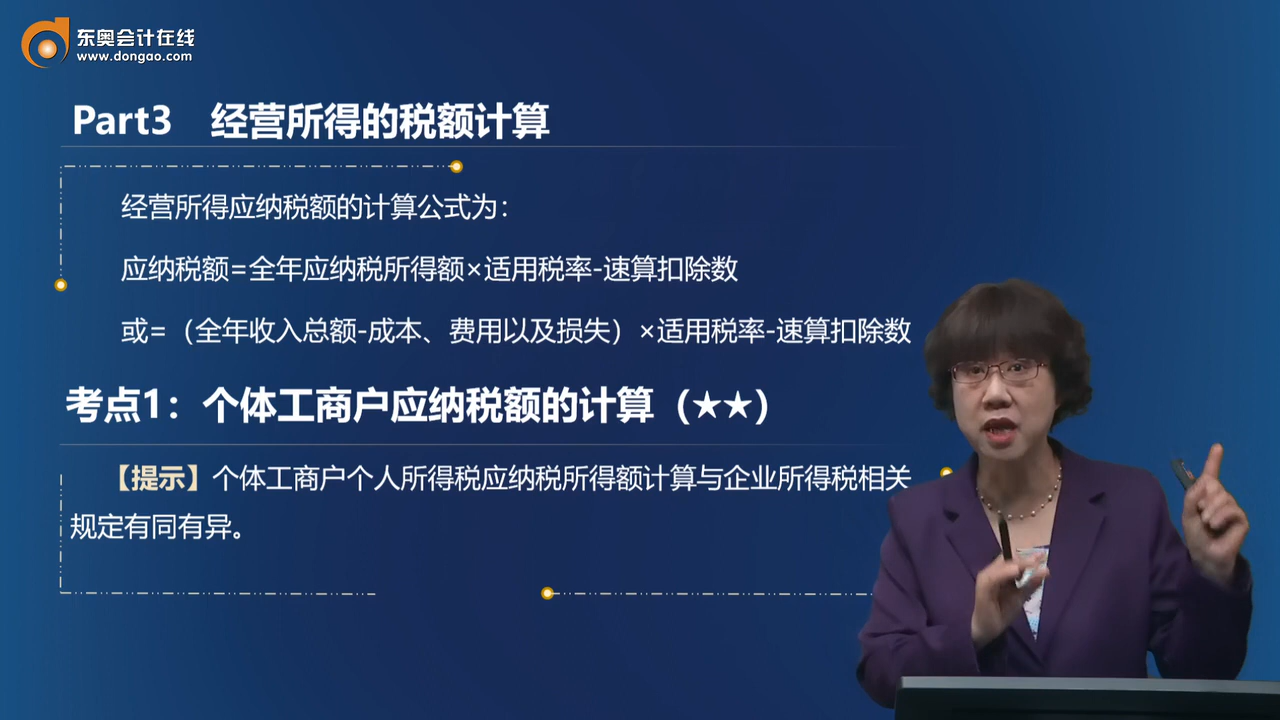 东奥会计在线
www.dongao.com
Part3 经营所得的税额计算
经营所得应纳税额的计算公式为：
应纳税额=全年应纳税所得额×适用税率-速算扣除数
或=（全年收入总额-成本、费用以及损失）×适用税率-速算扣除数
考点1：个体工商户应纳税额的计算（★★）
【提示】个体工商户个人所得税应纳税所得额计算与企业所得税相关
规定有同有异。